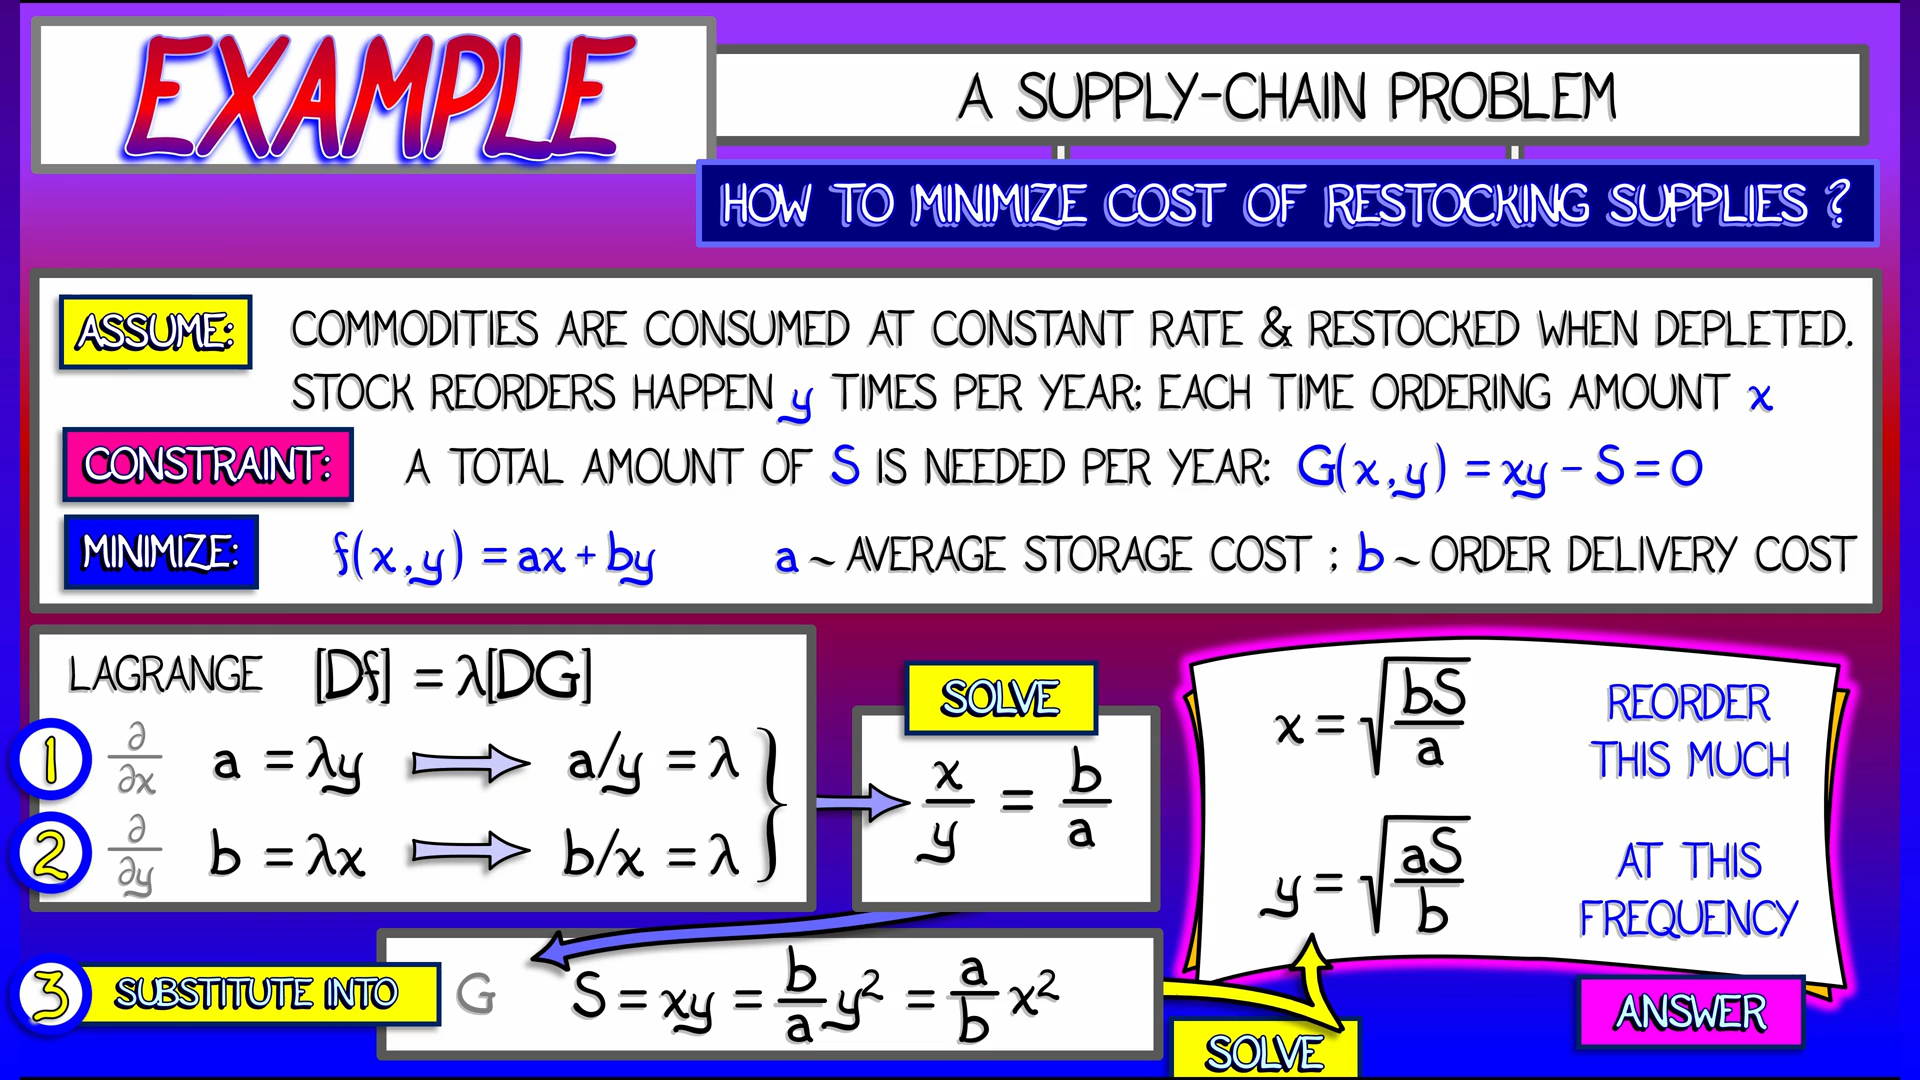 EXAMPLE
A SUPPLY-CHAIN PROBLEM
HOW TO MINIMIZE COST OF RESTOCKING SUPPLIES ?
ASSUME: COMMODITIES ARE CONSUMED AT CONSTANT RATE & RESTOCKED WHEN DEPLETED.
STOCK REORDERS HAPPEN y TIMES PER YEAR; EACH TIME ORDERING AMOUNT x
CONSTRAINT: A TOTAL AMOUNT OF S IS NEEDED PER YEAR: G(x,y) = xy - S = 0
MINIMIZE: f(x,y) = ax + by a ~ AVERAGE STORAGE COST ; b ~ ORDER DELIVERY COST
LAGRANGE [Df] = λ[DG]
1 ∂/∂x a = λy a/y = λ
2 ∂/∂y b = λx b/x = λ
SOLVE
x/y = b/a
3 SUBSTITUTE INTO G S = xy = b/a y² = a/b x²
SOLVE
x = √(bS/a) REORDER
THIS MUCH
y = √(aS/b) AT THIS
FREQUENCY
ANSWER